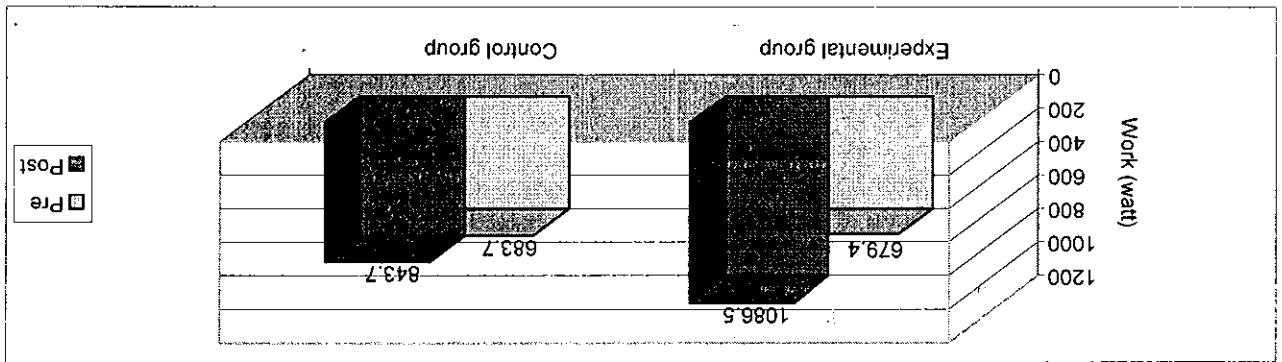 Work (watt)
1200
1000
800
600
400
200
0
679.4
1086.5
683.7
843.7
Experimental group
Control group
Pre
Post